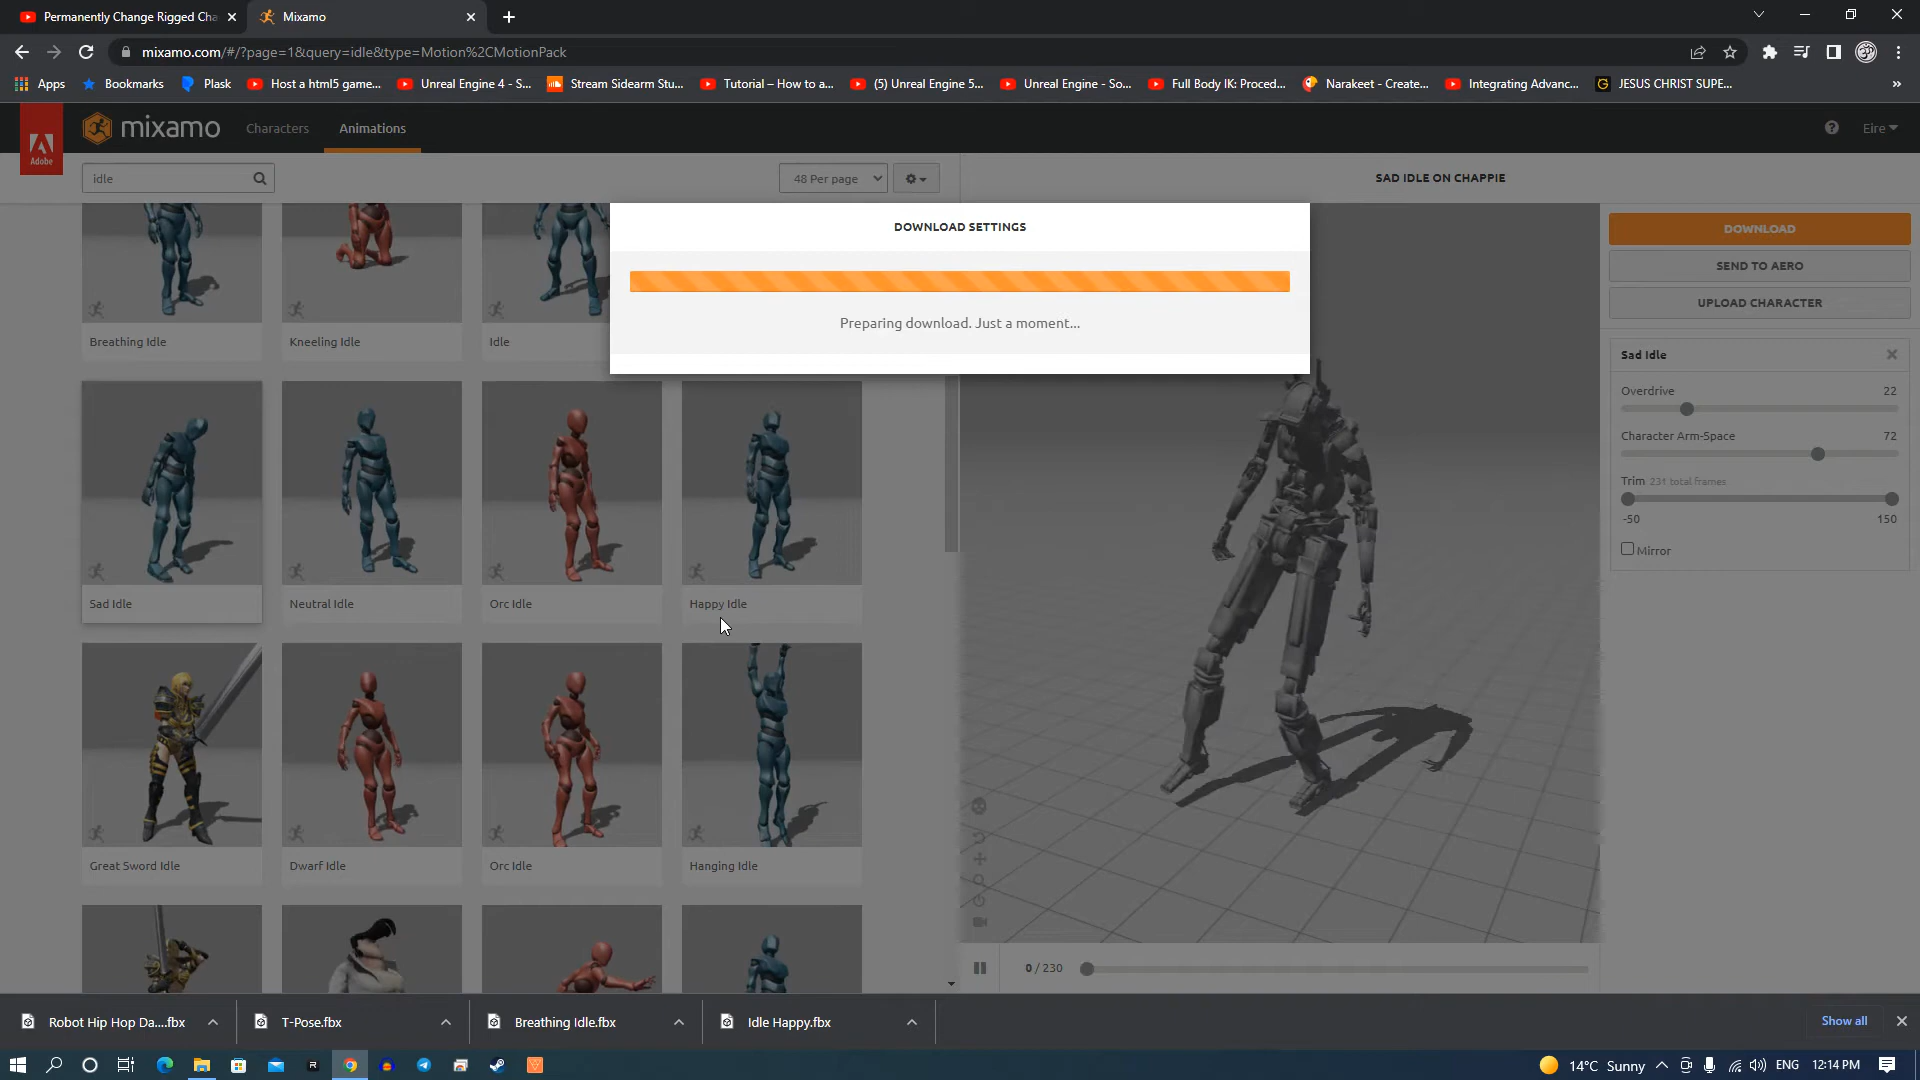 Permanently Change Rigged Cha
Mixamo
mixamo.com/#/?page=1&query=idle&type=Motion%2CMotionPack
Apps
Bookmarks
Plask
Host a html5 game...
Unreal Engine 4 - S...
Stream Sidearm Stu...
Tutorial – How to a...
(5) Unreal Engine 5...
Unreal Engine - So...
Full Body IK: Proced...
Narakeet - Create...
Integrating Advanc...
JESUS CHRIST SUPE...
»
Adobe
mixamo
Characters
Animations
Eire
idle
48 Per page
SAD IDLE ON CHAPPIE
DOWNLOAD SETTINGS
Preparing download. Just a moment...
DOWNLOAD
SEND TO AERO
UPLOAD CHARACTER
Breathing Idle
Kneeling Idle
Idle
Sad Idle
Overdrive 22
Character Arm-Space 72
Trim 231 total frames
-50 150
Mirror
Sad Idle
Neutral Idle
Orc Idle
Happy Idle
Great Sword Idle
Dwarf Idle
Orc Idle
Hanging Idle
0 / 230
Robot Hip Hop Da....fbx
T-Pose.fbx
Breathing Idle.fbx
Idle Happy.fbx
Show all
14°C Sunny
ENG
12:14 PM